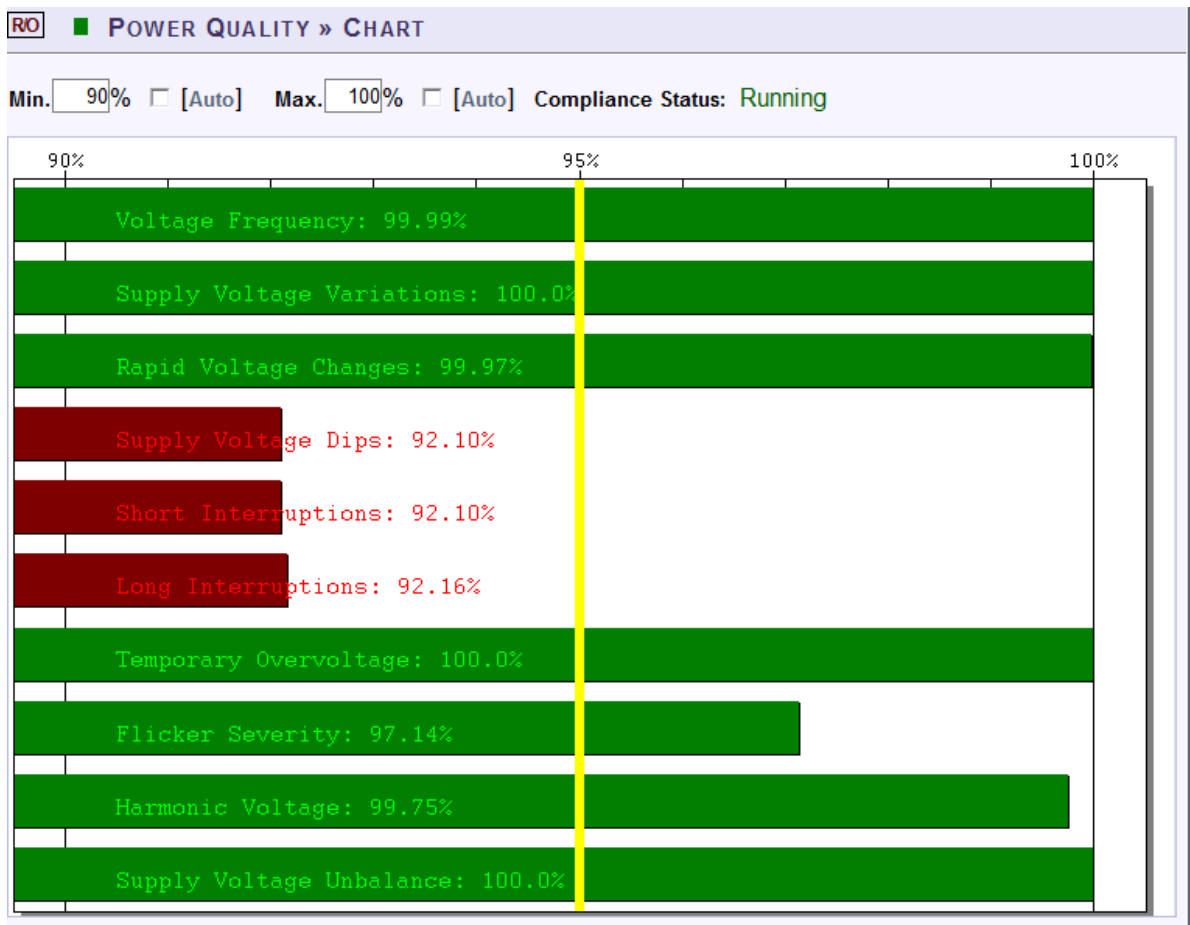 R/O POWER QUALITY » CHART
Min. 90% [Auto] Max. 100% [Auto] Compliance Status: Running
90% 95% 100%
Voltage Frequency: 99.99%
Supply Voltage Variations: 100.0%
Rapid Voltage Changes: 99.97%
Supply Voltage Dips: 92.10%
Short Interruptions: 92.10%
Long Interruptions: 92.16%
Temporary Overvoltage: 100.0%
Flicker Severity: 97.14%
Harmonic Voltage: 99.75%
Supply Voltage Unbalance: 100.0%